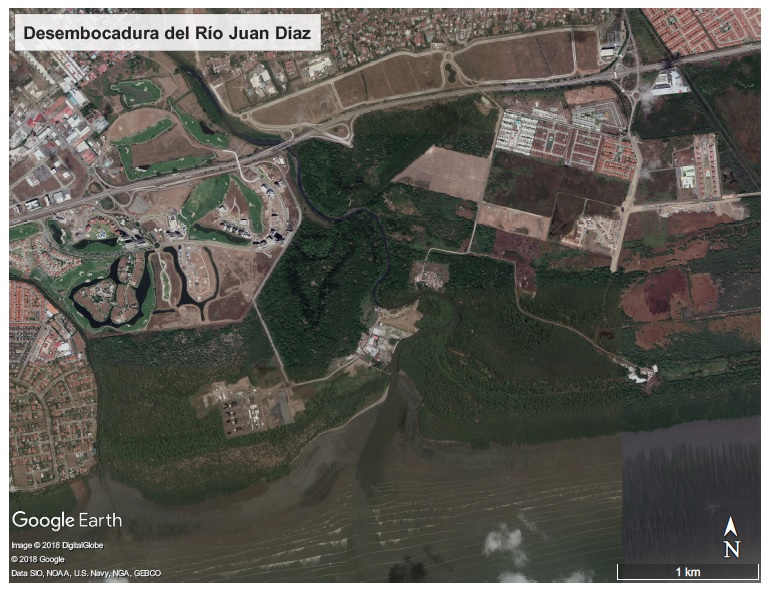 Desembocadura del Río Juan Diaz
Google Earth
Image © 2018 DigitalGlobe
© 2018 Google
Data SIO, NOAA, U.S. Navy, NGA, GEBCO
N
1 km